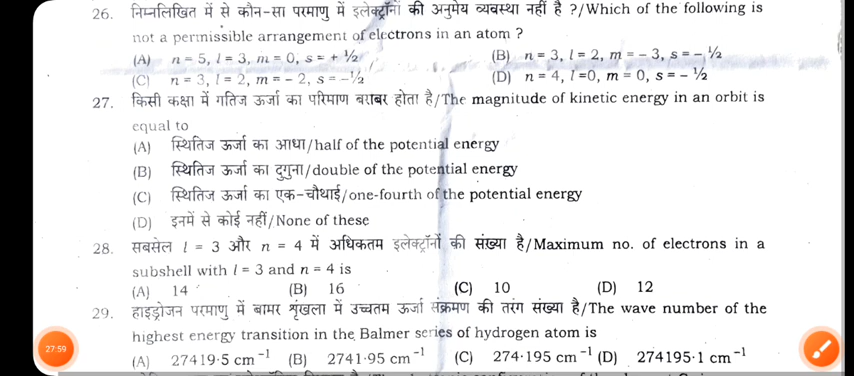 26. निम्नलिखित में से कौन-सा परमाणु में इलेक्ट्रॉनों की अनुमेय व्यवस्था नहीं है ?/Which of the following is
not a permissible arrangement of electrons in an atom ?
(A) n = 5, l = 3, m = 0, s = + ½ (B) n = 3, l = 2, m = – 3, s = – ½
(C) n = 3, l = 2, m = – 2, s = –½ (D) n = 4, l =0, m = 0, s = – ½
27. किसी कक्षा में गतिज ऊर्जा का परिमाण बराबर होता है/The magnitude of kinetic energy in an orbit is
equal to
(A) स्थितिज ऊर्जा का आधा/half of the potential energy
(B) स्थितिज ऊर्जा का दुगुना/double of the potential energy
(C) स्थितिज ऊर्जा का एक-चौथाई/one-fourth of the potential energy
(D) इनमें से कोई नहीं/None of these
28. सबसेल l = 3 और n = 4 में अधिकतम इलेक्ट्रॉनों की संख्या है/Maximum no. of electrons in a
subshell with l = 3 and n = 4 is
(A) 14 (B) 16 (C) 10 (D) 12
29. हाइड्रोजन परमाणु में बामर शृंखला में उच्चतम ऊर्जा संक्रमण की तरंग संख्या है/The wave number of the
highest energy transition in the Balmer series of hydrogen atom is
27:59
(A) 27419·5 cm⁻¹ (B) 2741·95 cm⁻¹ (C) 274·195 cm⁻¹ (D) 274195·1 cm⁻¹